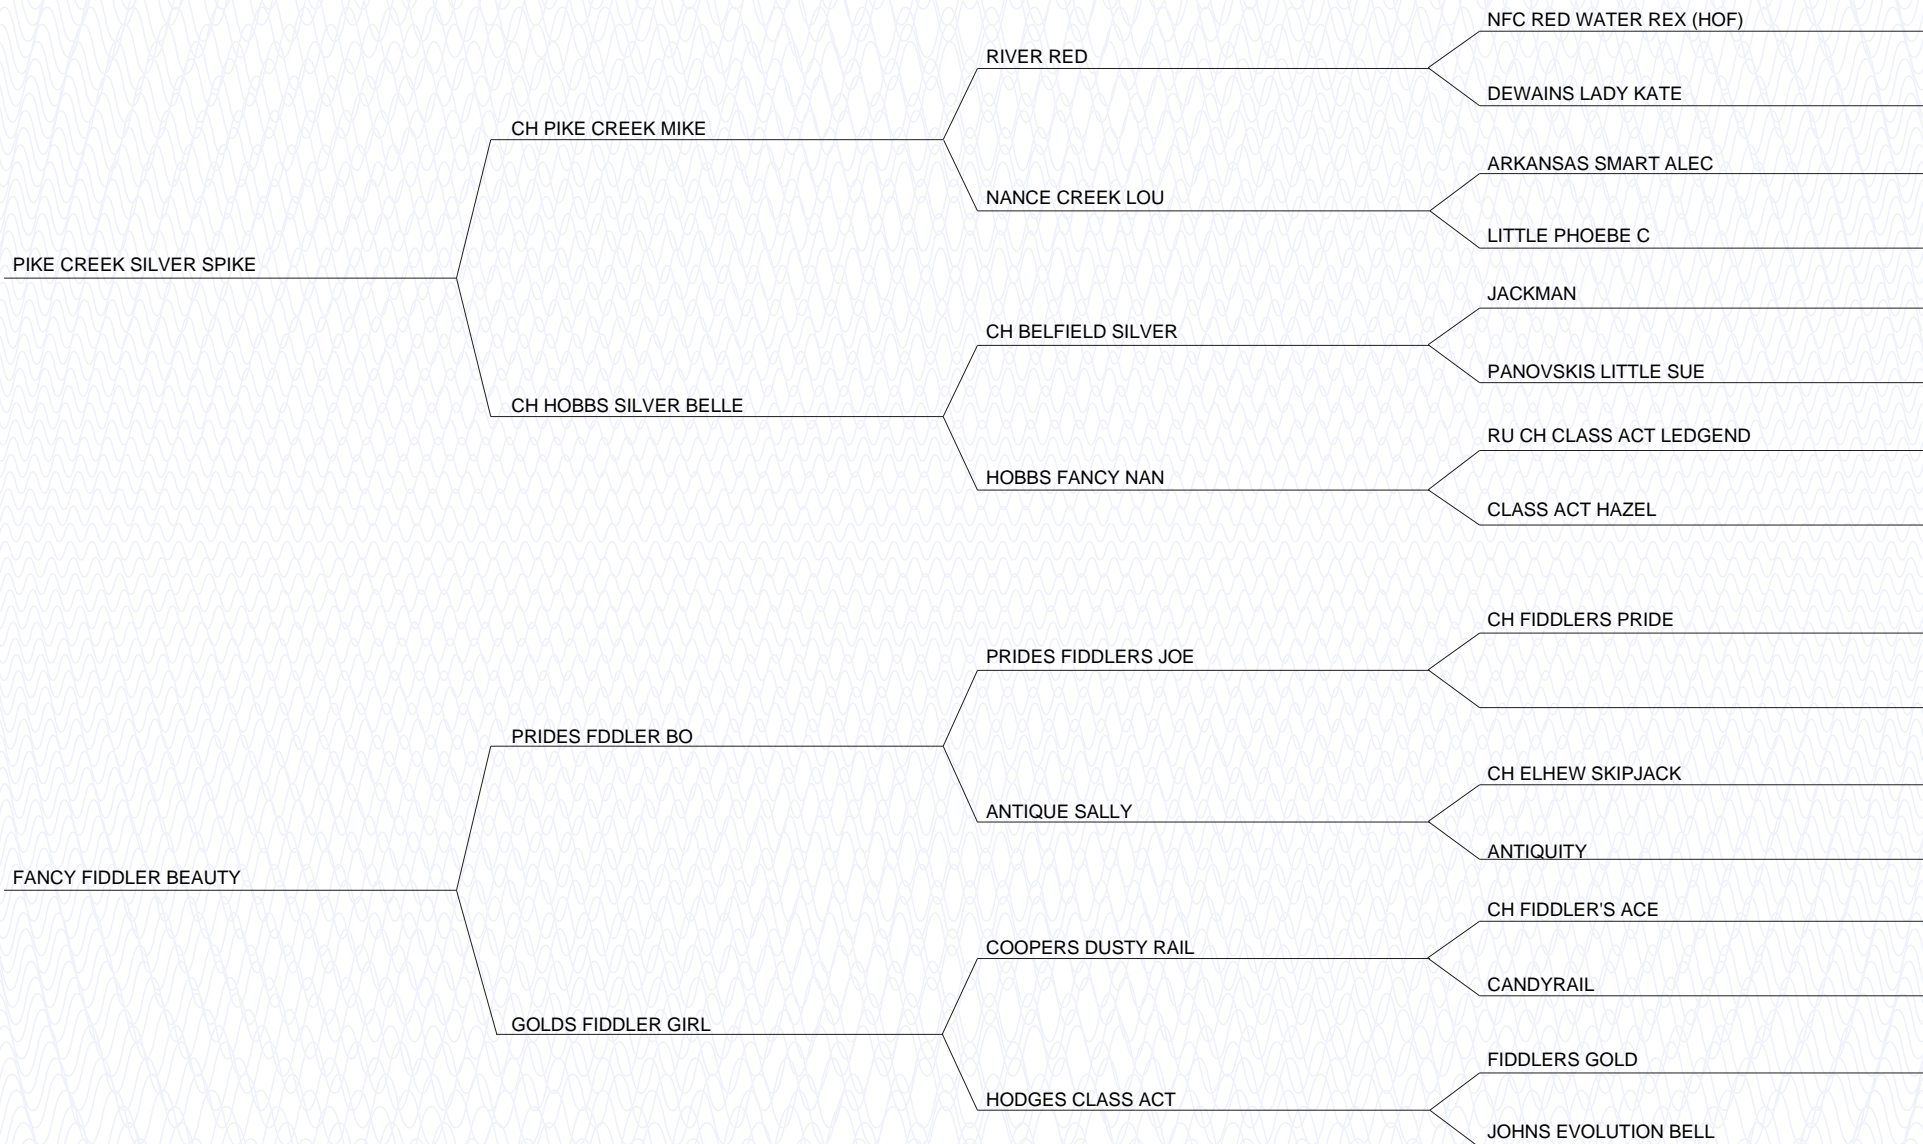 NFC RED WATER REX (HOF)
RIVER RED
DEWAINS LADY KATE
CH PIKE CREEK MIKE
ARKANSAS SMART ALEC
NANCE CREEK LOU
LITTLE PHOEBE C
PIKE CREEK SILVER SPIKE
JACKMAN
CH BELFIELD SILVER
PANOVSKIS LITTLE SUE
CH HOBBS SILVER BELLE
RU CH CLASS ACT LEDGEND
HOBBS FANCY NAN
CLASS ACT HAZEL
CH FIDDLERS PRIDE
PRIDES FIDDLERS JOE
PRIDES FDDLER BO
CH ELHEW SKIPJACK
ANTIQUE SALLY
ANTIQUITY
FANCY FIDDLER BEAUTY
CH FIDDLER'S ACE
COOPERS DUSTY RAIL
CANDYRAIL
GOLDS FIDDLER GIRL
FIDDLERS GOLD
HODGES CLASS ACT
JOHNS EVOLUTION BELL